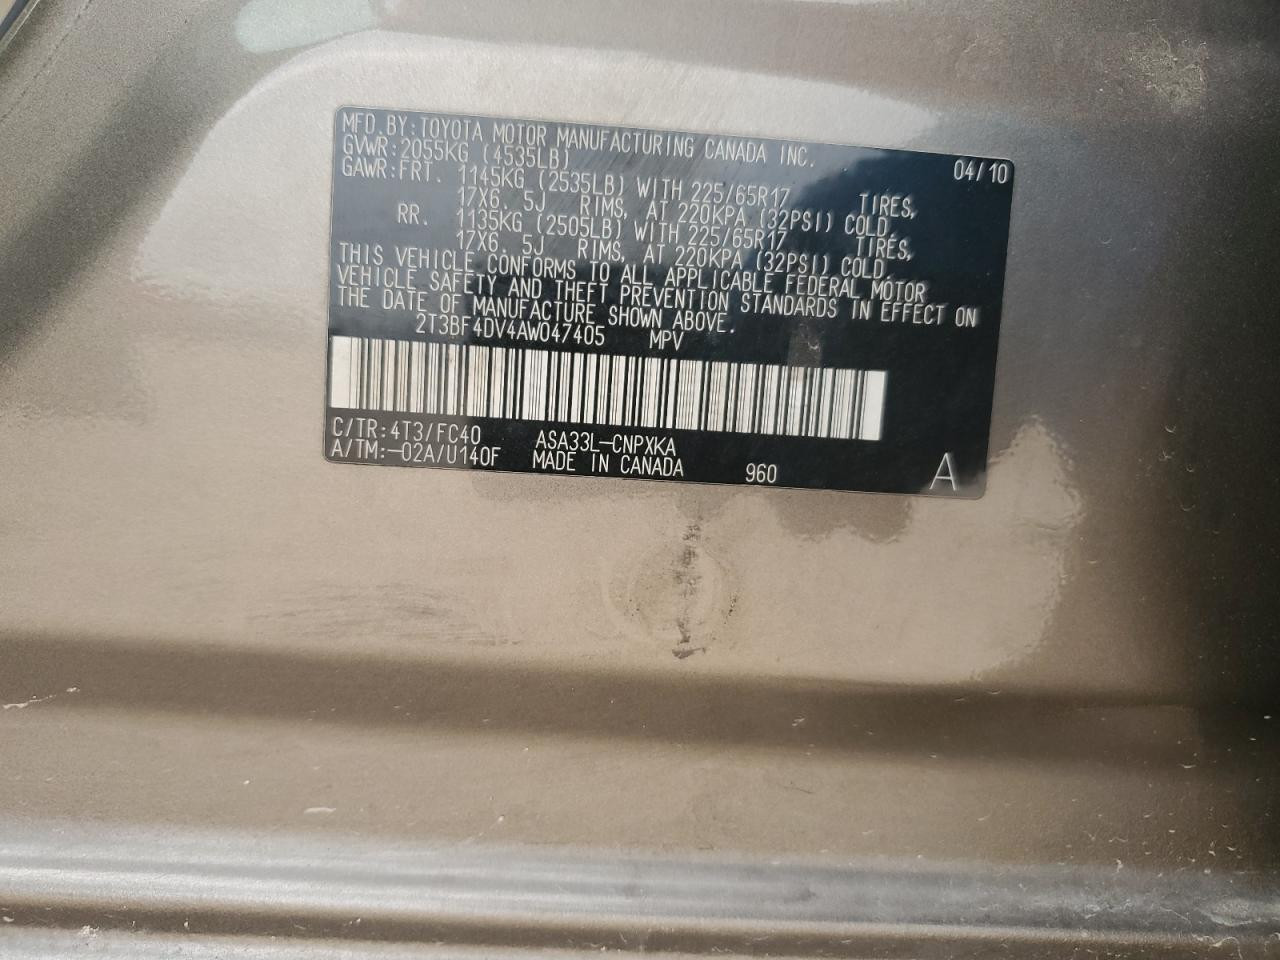 MFD.BY:TOYOTA MOTOR MANUFACTURING CANADA INC.
GVWR:2055KG (4535LB) 04/10
GAWR:FRT. 1145KG (2535LB) WITH 225/65R17 TIRES,
17X6. 5J RIMS, AT 220KPA (32PSI) COLD,
RR. 1135KG (2505LB) WITH 225/65R17 TIRES,
17X6. 5J RIMS, AT 220KPA (32PSI) COLD,
THIS VEHICLE CONFORMS TO ALL APPLICABLE FEDERAL MOTOR
VEHICLE SAFETY AND THEFT PREVENTION STANDARDS IN EFFECT ON
THE DATE OF MANUFACTURE SHOWN ABOVE.
2T3BF4DV4AW047405 MPV
C/TR:4T3/FC40 ASA33L-CNPXKA
A/TM:-02A/U140F MADE IN CANADA 960 A